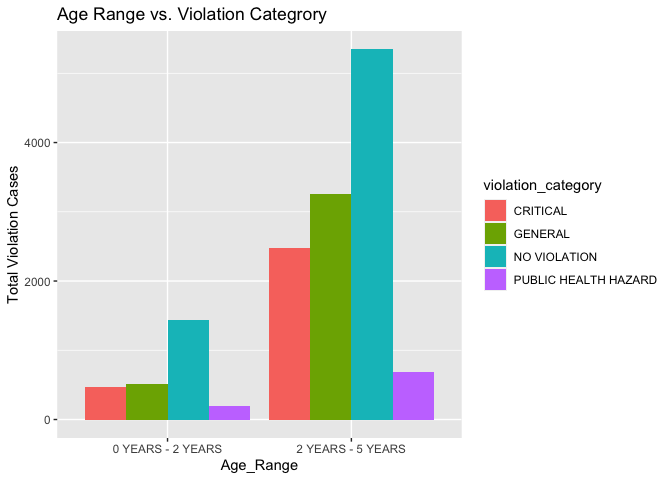 Age Range vs. Violation Categrory
Total Violation Cases
4000
2000
0
0 YEARS - 2 YEARS
2 YEARS - 5 YEARS
Age_Range
violation_category
CRITICAL
GENERAL
NO VIOLATION
PUBLIC HEALTH HAZARD